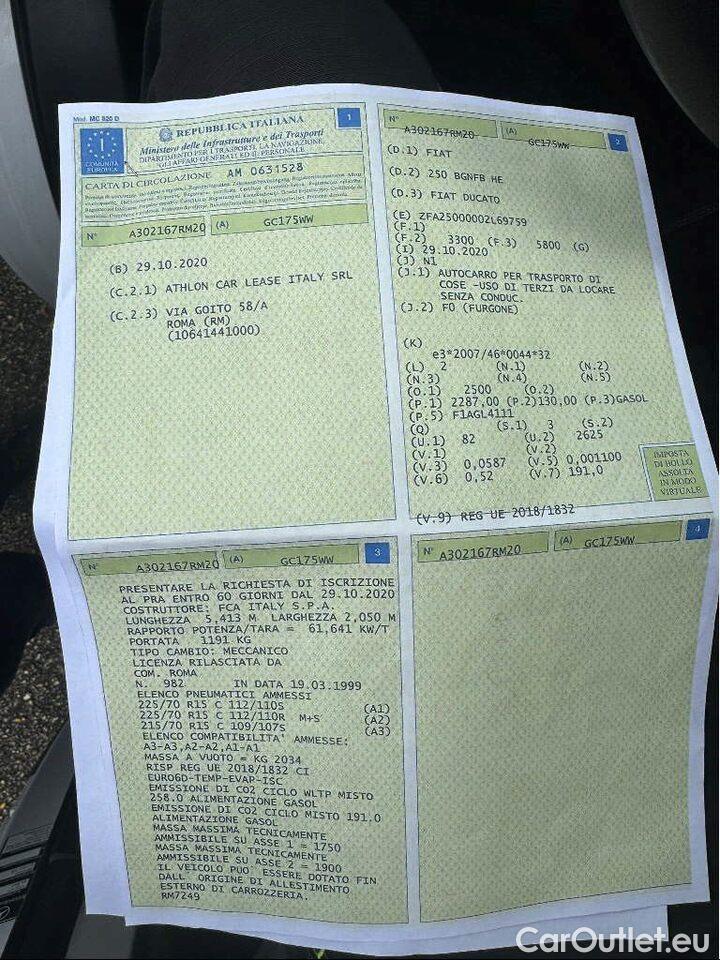 Mod. MC 820 D
REPUBBLICA ITALIANA
1
Ministero delle Infrastrutture e dei Trasporti
DIPARTIMENTO PER I TRASPORTI, LA NAVIGAZIONE,
GLI AFFARI GENERALI ED IL PERSONALE
I
COMUNITÀ
EUROPEA
CARTA DI CIRCOLAZIONE AM 0631528
N° A302167RM20 (A) GC175WW
(B) 29.10.2020
(C.2.1) ATHLON CAR LEASE ITALY SRL
(C.2.3) VIA GOITO 58/A
ROMA (RM)
(10641441000)
N° A302167RM20 (A) GC175WW 2
(D.1) FIAT
(D.2) 250 BGNFB HE
(D.3) FIAT DUCATO
(E) ZFA25000002L69759
(F.1)
(F.2) 3300 (F.3) 5800 (G)
(I) 29.10.2020
(J) N1
(J.1) AUTOCARRO PER TRASPORTO DI
COSE -USO DI TERZI DA LOCARE
SENZA CONDUC.
(J.2) F0 (FURGONE)
(K)
e3*2007/46*0044*32
(L) 2 (N.1) (N.2)
(N.3) (N.4) (N.5)
(O.1) 2500 (O.2)
(P.1) 2287,00 (P.2)130,00 (P.3)GASOL
(P.5) F1AGL4111
(Q) (S.1) 3 (S.2)
(U.1) 82 (U.2) 2625
(V.1) (V.2)
(V.3) 0,0587 (V.5) 0,001100
(V.6) 0,52 (V.7) 191,0
(V.9) REG UE 2018/1832
IMPOSTA
DI BOLLO
ASSOLTA
IN MODO
VIRTUALE
N° A302167RM20 (A) GC175WW 3
PRESENTARE LA RICHIESTA DI ISCRIZIONE
AL PRA ENTRO 60 GIORNI DAL 29.10.2020
COSTRUTTORE: FCA ITALY S.P.A.
LUNGHEZZA 5,413 M LARGHEZZA 2,050 M
RAPPORTO POTENZA/TARA = 61,641 KW/T
PORTATA 1191 KG
TIPO CAMBIO: MECCANICO
LICENZA RILASCIATA DA
COM. ROMA
N. 982 IN DATA 19.03.1999
ELENCO PNEUMATICI AMMESSI
225/70 R15 C 112/110S (A1)
225/70 R15 C 112/110R M+S (A2)
215/70 R15 C 109/107S (A3)
ELENCO COMPATIBILITA' AMMESSE:
A3-A3,A2-A2,A1-A1
MASSA A VUOTO = KG 2034
RISP REG UE 2018/1832 CI
EURO6D-TEMP-EVAP-ISC
EMISSIONE DI CO2 CICLO WLTP MISTO
258.0 ALIMENTAZIONE GASOL
EMISSIONE DI CO2 CICLO MISTO 191.0
ALIMENTAZIONE GASOL
MASSA MASSIMA TECNICAMENTE
AMMISSIBILE SU ASSE 1 = 1750
MASSA MASSIMA TECNICAMENTE
AMMISSIBILE SU ASSE 2 = 1900
IL VEICOLO PUO' ESSERE DOTATO FIN
DALL' ORIGINE DI ALLESTIMENTO
ESTERNO DI CARROZZERIA.
RM7249
N° A302167RM20 (A) GC175WW 4
CarOutlet.eu